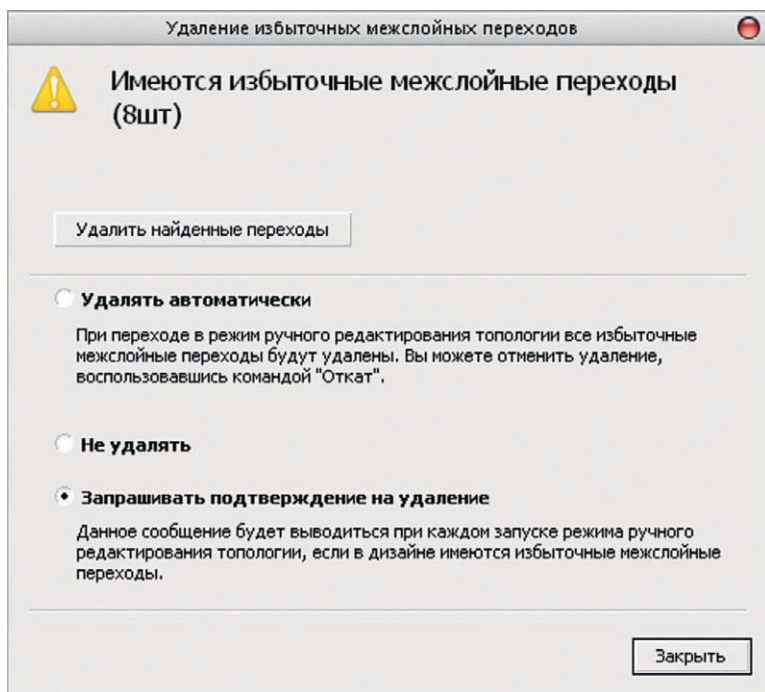 Удаление избыточных межслойных переходов
Имеются избыточные межслойные переходы
(8шт)
Удалить найденные переходы
Удалять автоматически
При переходе в режим ручного редактирования топологии все избыточные
межслойные переходы будут удалены. Вы можете отменить удаление,
воспользовавшись командой "Откат".
Не удалять
Запрашивать подтверждение на удаление
Данное сообщение будет выводиться при каждом запуске режима ручного
редактирования топологии, если в дизайне имеются избыточные межслойные
переходы.
Закрыть